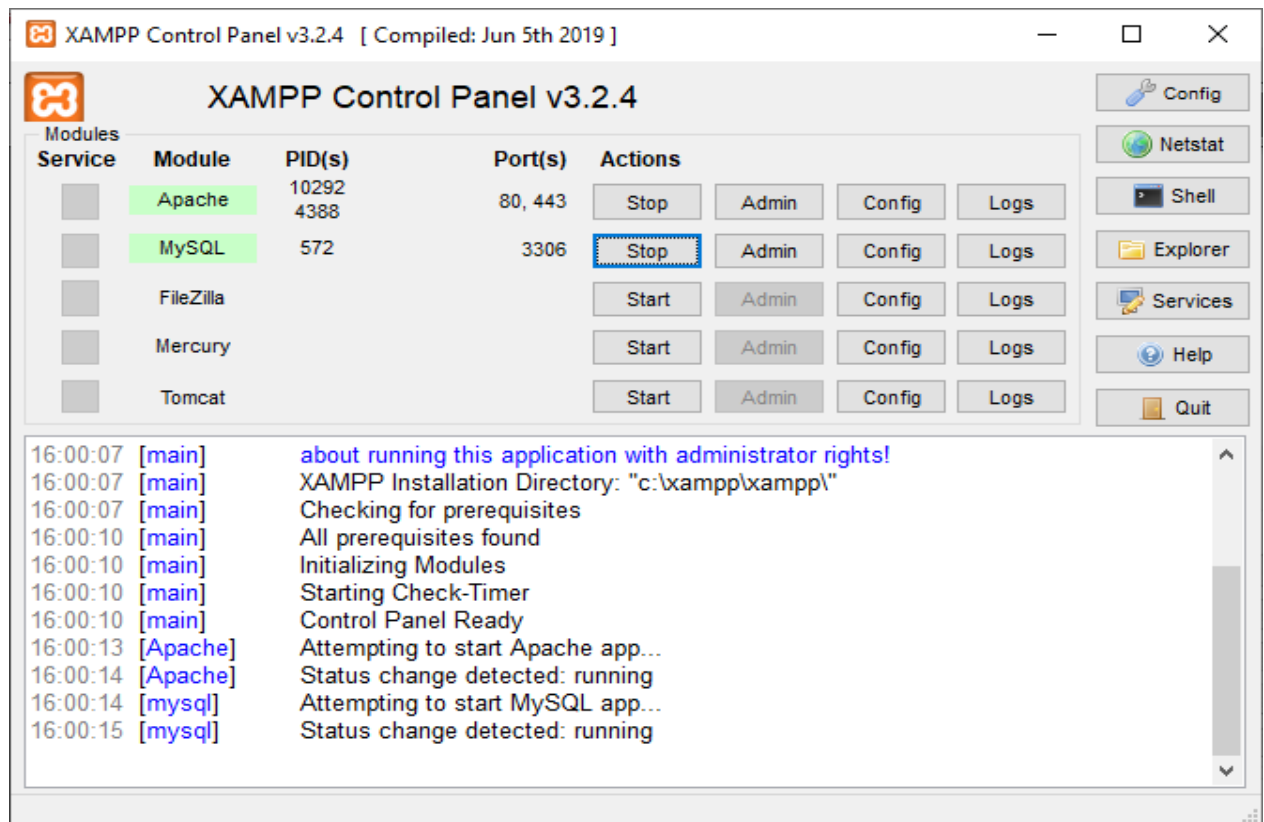 XAMPP Control Panel v3.2.4 [ Compiled: Jun 5th 2019 ]
XAMPP Control Panel v3.2.4
Config
Modules
Service Module PID(s) Port(s) Actions
Netstat
Apache 10292 4388 80, 443 Stop Admin Config Logs
Shell
MySQL 572 3306 Stop Admin Config Logs
Explorer
FileZilla Start Admin Config Logs
Services
Mercury Start Admin Config Logs
Help
Tomcat Start Admin Config Logs
Quit
16:00:07 [main] about running this application with administrator rights!
16:00:07 [main] XAMPP Installation Directory: "c:\xampp\xampp\"
16:00:07 [main] Checking for prerequisites
16:00:10 [main] All prerequisites found
16:00:10 [main] Initializing Modules
16:00:10 [main] Starting Check-Timer
16:00:10 [main] Control Panel Ready
16:00:13 [Apache] Attempting to start Apache app...
16:00:14 [Apache] Status change detected: running
16:00:14 [mysql] Attempting to start MySQL app...
16:00:15 [mysql] Status change detected: running